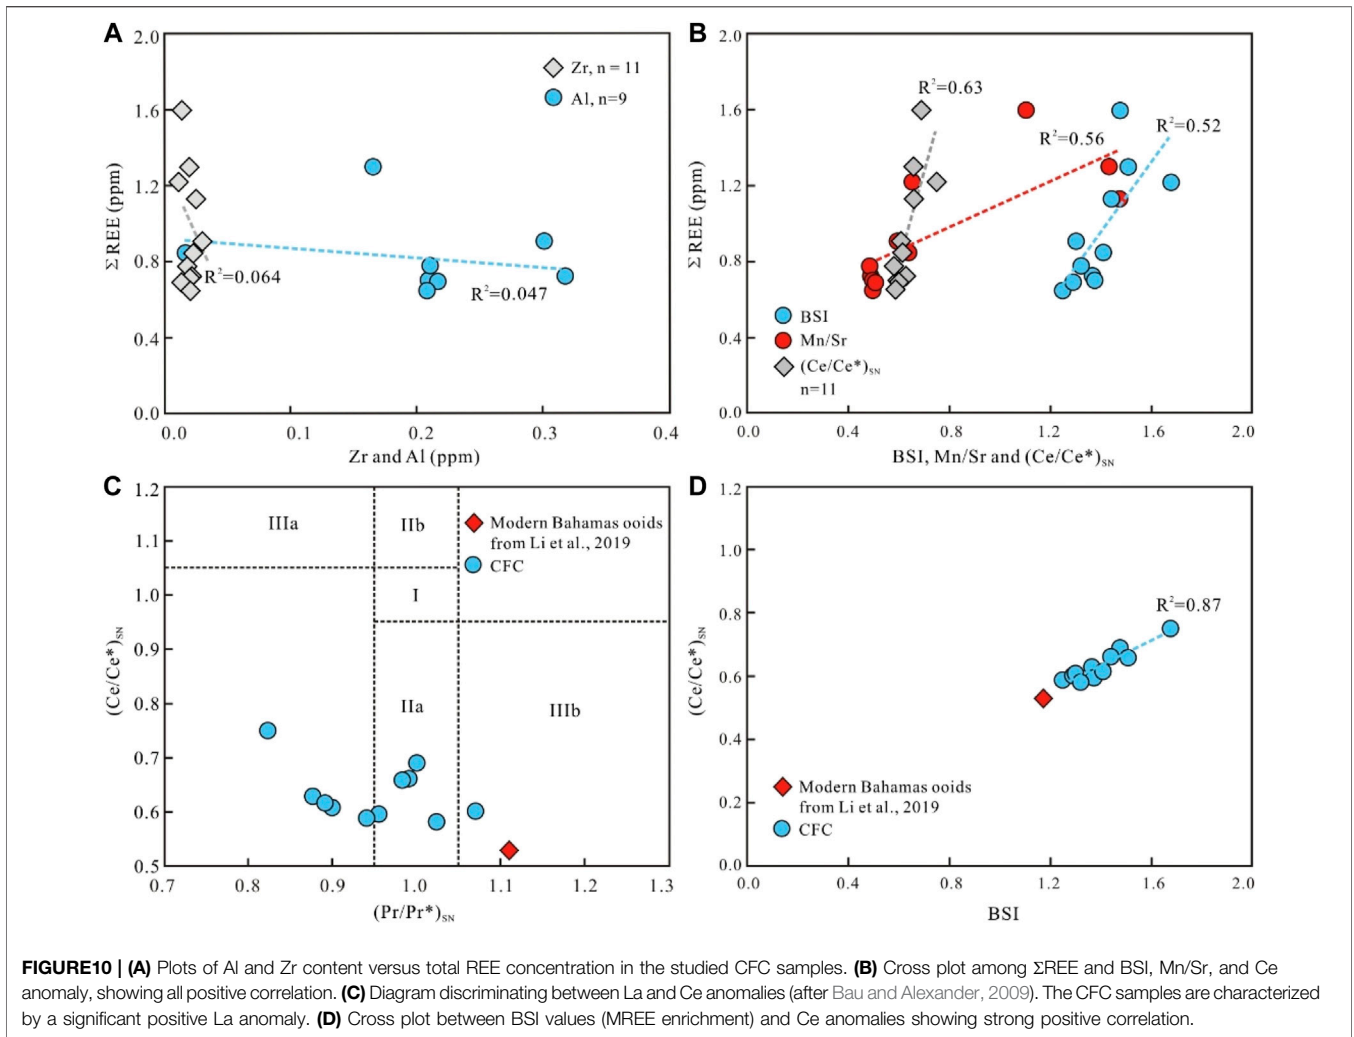 A
2.0
1.6
1.2
0.8
0.4
0.0
ΣREE (ppm)
Zr, n = 11
Al, n=9
R²=0.064
R²=0.047
0.0 0.1 0.2 0.3 0.4
Zr and Al (ppm)
B
2.0
1.6
1.2
0.8
0.4
0.0
ΣREE (ppm)
R²=0.63
R²=0.56
R²=0.52
BSI
Mn/Sr
(Ce/Ce*)SN
n=11
0.0 0.4 1.2 1.6 2.0
BSI, Mn/Sr and (Ce/Ce*)SN
C
1.2
1.1
1.0
0.9
0.8
0.7
0.6
0.5
(Ce/Ce*)SN
IIIa
IIb
I
IIa
IIIb
Modern Bahamas ooids
from Li et al., 2019
CFC
0.7 0.8 0.9 1.0 1.1 1.2 1.3
(Pr/Pr*)SN
D
1.2
1.0
0.8
0.6
0.4
0.2
0.0
(Ce/Ce*)SN
R²=0.87
Modern Bahamas ooids
from Li et al., 2019
CFC
0.0 0.4 1.2 1.6 2.0
BSI
FIGURE10 | (A) Plots of Al and Zr content versus total REE concentration in the studied CFC samples. (B) Cross plot among ΣREE and BSI, Mn/Sr, and Ce
anomaly, showing all positive correlation. (C) Diagram discriminating between La and Ce anomalies (after Bau and Alexander, 2009). The CFC samples are characterized
by a significant positive La anomaly. (D) Cross plot between BSI values (MREE enrichment) and Ce anomalies showing strong positive correlation.